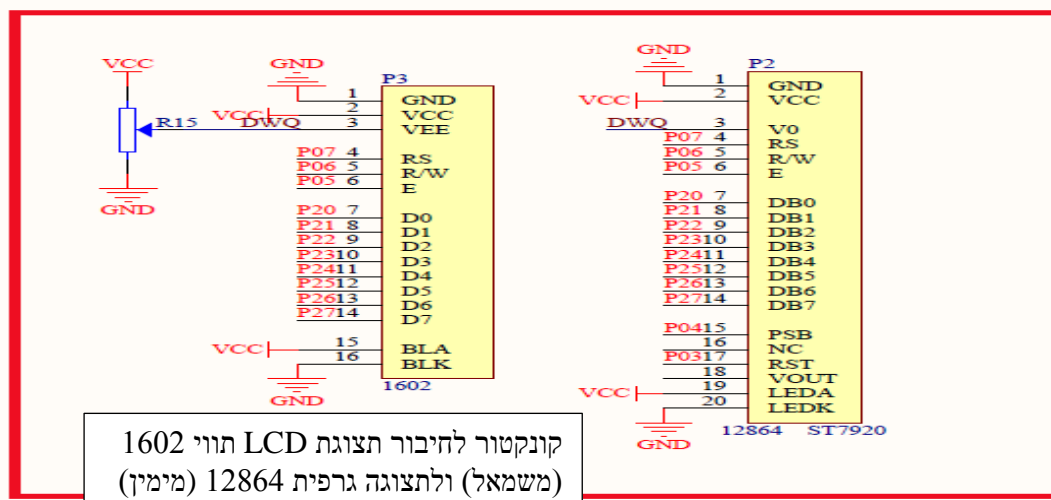 VCC
R15
GND
DWQ
GND
VCC
P3
1 GND
2 VCC
3 VEE
P07 4 RS
P06 5 R/W
P05 6 E
P20 7 D0
P21 8 D1
P22 9 D2
P23 10 D3
P24 11 D4
P25 12 D5
P26 13 D6
P27 14 D7
VCC 15 BLA
16 BLK
GND
1602
GND
P2
1 GND
VCC 2 VCC
DWQ 3 V0
P07 4 RS
P06 5 R/W
P05 6 E
P20 7 DB0
P21 8 DB1
P22 9 DB2
P23 10 DB3
P24 11 DB4
P25 12 DB5
P26 13 DB6
P27 14 DB7
P04 15 PSB
16 NC
P03 17 RST
18 VOUT
VCC 19 LEDA
20 LEDK
GND
12864 ST7920
קונקטור לחיבור תצוגת LCD תווי 1602
(משמאל) ולתצוגה גרפית 12864 (מימין)